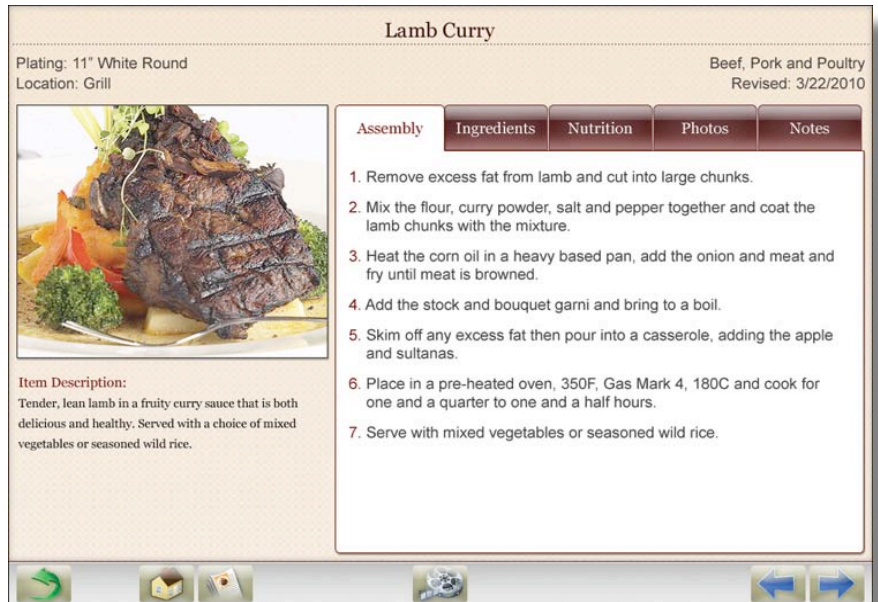 Lamb Curry
Plating: 11" White Round
Location: Grill
Beef, Pork and Poultry
Revised: 3/22/2010
Assembly
Ingredients
Nutrition
Photos
Notes
1. Remove excess fat from lamb and cut into large chunks.
2. Mix the flour, curry powder, salt and pepper together and coat the
lamb chunks with the mixture.
3. Heat the corn oil in a heavy based pan, add the onion and meat and
fry until meat is browned.
4. Add the stock and bouquet garni and bring to a boil.
5. Skim off any excess fat then pour into a casserole, adding the apple
and sultanas.
6. Place in a pre-heated oven, 350F, Gas Mark 4, 180C and cook for
one and a quarter to one and a half hours.
7. Serve with mixed vegetables or seasoned wild rice.
Item Description:
Tender, lean lamb in a fruity curry sauce that is both
delicious and healthy. Served with a choice of mixed
vegetables or seasoned wild rice.